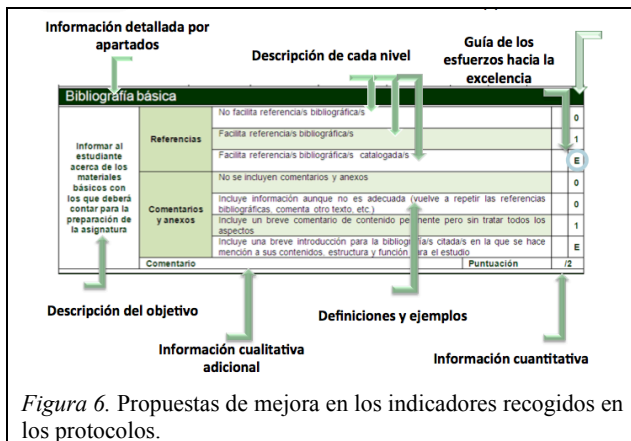 Información detallada por
apartados
Descripción de cada nivel
Guía de los
esfuerzos hacia la
excelencia
Bibliografía básica
Informar al
estudiante
acerca de los
materiales
básicos con
los que deberá
contar para la
preparación de
la asignatura
Referencias
No facilita referencia/s bibliográfica/s
0
Facilita referencia/s bibliográfica/s
1
Facilita referencia/s bibliográfica/s catalogada/s
E
Comentarios
y anexos
No se incluyen comentarios y anexos
0
Incluye información aunque no es adecuada (vuelve a repetir las referencias
bibliográficas, comenta otro texto, etc.)
0
Incluye un breve comentario de contenido pertinente pero sin tratar todos los
aspectos
1
Incluye una breve introducción para la bibliografía/s citada/s en la que se hace
mención a sus contenidos, estructura y función para el estudio
E
Comentario
Puntuación
/2
Descripción del objetivo
Definiciones y ejemplos
Información cualitativa
adicional
Información cuantitativa
Figura 6. Propuestas de mejora en los indicadores recogidos en
los protocolos.